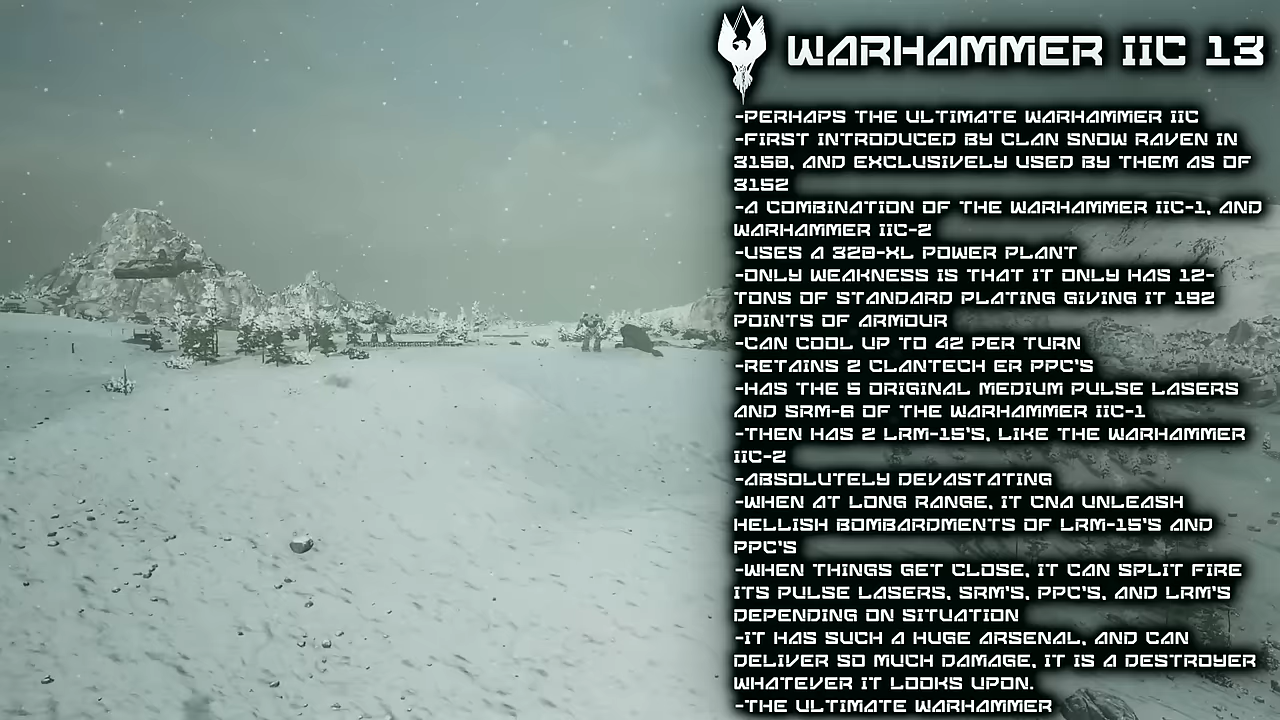 WARHAMMER IIC 13
-PERHAPS THE ULTIMATE WARHAMMER IIC
-FIRST INTRODUCED BY CLAN SNOW RAVEN IN
3150, AND EXCLUSIVELY USED BY THEM AS OF
3152
-A COMBINATION OF THE WARHAMMER IIC-1, AND
WARHAMMER IIC-2
-USES A 320-XL POWER PLANT
-ONLY WEAKNESS IS THAT IT ONLY HAS 12-
TONS OF STANDARD PLATING GIVING IT 192
POINTS OF ARMOUR
-CAN COOL UP TO 42 PER TURN
-RETAINS 2 CLANTECH ER PPC'S
-HAS THE 5 ORIGINAL MEDIUM PULSE LASERS
AND SRM-6 OF THE WARHAMMER IIC-1
-THEN HAS 2 LRM-15'S, LIKE THE WARHAMMER
IIC-2
-ABSOLUTELY DEVASTATING
-WHEN AT LONG RANGE, IT CNA UNLEASH
HELLISH BOMBARDMENTS OF LRM-15'S AND
PPC'S
-WHEN THINGS GET CLOSE, IT CAN SPLIT FIRE
ITS PULSE LASERS, SRM'S, PPC'S, AND LRM'S
DEPENDING ON SITUATION
-IT HAS SUCH A HUGE ARSENAL, AND CAN
DELIVER SO MUCH DAMAGE, IT IS A DESTROYER
WHATEVER IT LOOKS UPON.
-THE ULTIMATE WARHAMMER